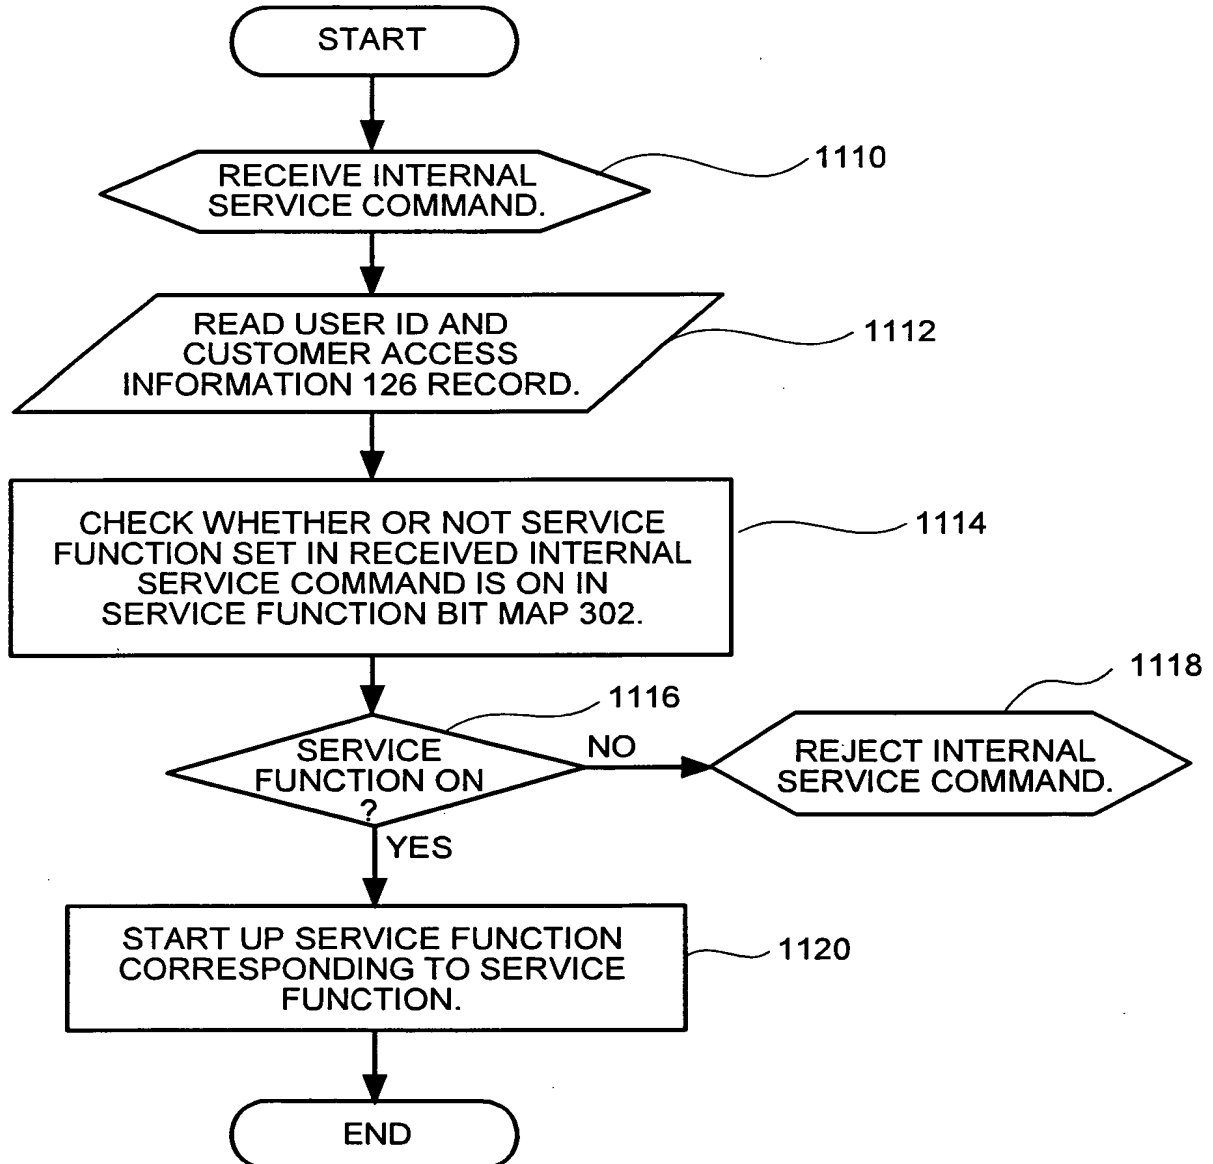 START
RECEIVE INTERNAL
SERVICE COMMAND.
1110
READ USER ID AND
CUSTOMER ACCESS
INFORMATION 126 RECORD.
1112
CHECK WHETHER OR NOT SERVICE
FUNCTION SET IN RECEIVED INTERNAL
SERVICE COMMAND IS ON IN
SERVICE FUNCTION BIT MAP 302.
1114
SERVICE
FUNCTION ON
?
1116
NO
REJECT INTERNAL
SERVICE COMMAND.
1118
YES
START UP SERVICE FUNCTION
CORRESPONDING TO SERVICE
FUNCTION.
1120
END